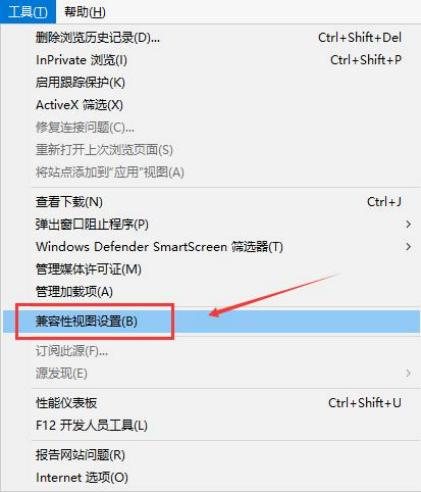 工具(T) 帮助(H)
删除浏览历史记录(D)... Ctrl+Shift+Del
InPrivate 浏览(I) Ctrl+Shift+P
启用跟踪保护(K)
ActiveX 筛选(X)
修复连接问题(C)...
重新打开上次浏览页面(S)
将站点添加到“应用”视图(A)
查看下载(N) Ctrl+J
弹出窗口阻止程序(P)
Windows Defender SmartScreen 筛选器(T)
管理媒体许可证(M)
管理加载项(A)
兼容性视图设置(B)
订阅此源(F)...
源发现(E)
性能仪表板 Ctrl+Shift+U
F12 开发人员工具(L)
报告网站问题(R)
Internet 选项(O)